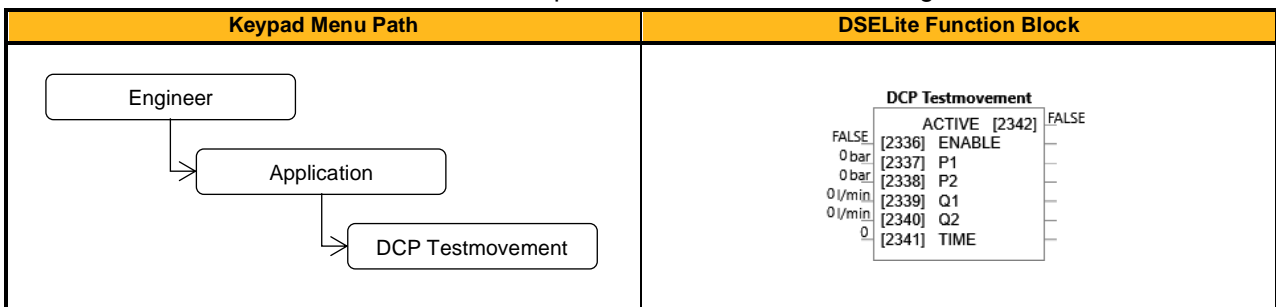 Keypad Menu Path
DSELite Function Block
Engineer
Application
DCP Testmovement
DCP Testmovement
ACTIVE [2342] FALSE
FALSE [2336] ENABLE
0 bar [2337] P1
0 bar [2338] P2
0 l/min [2339] Q1
0 l/min [2340] Q2
0 [2341] TIME